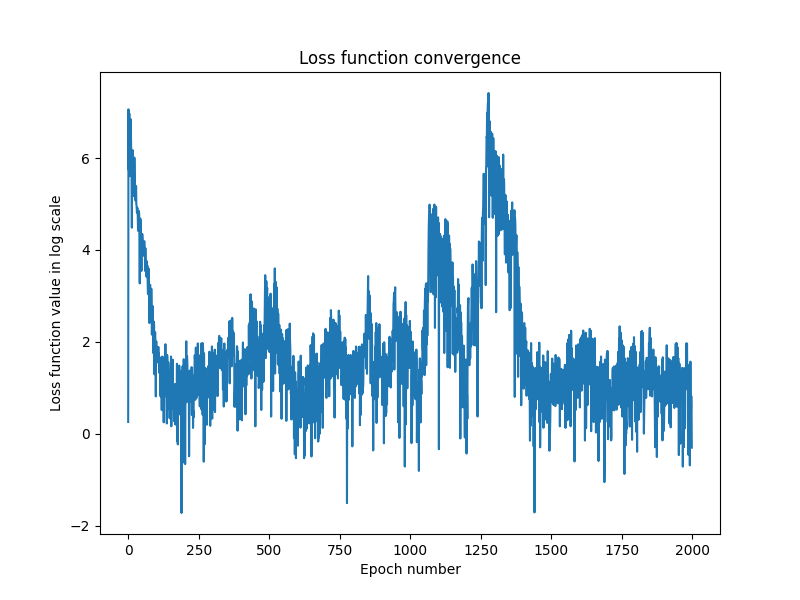 Loss function convergence
Loss function value in log scale
6
4
2
0
−2
0 250 500 750 1000 1250 1500 1750 2000
Epoch number